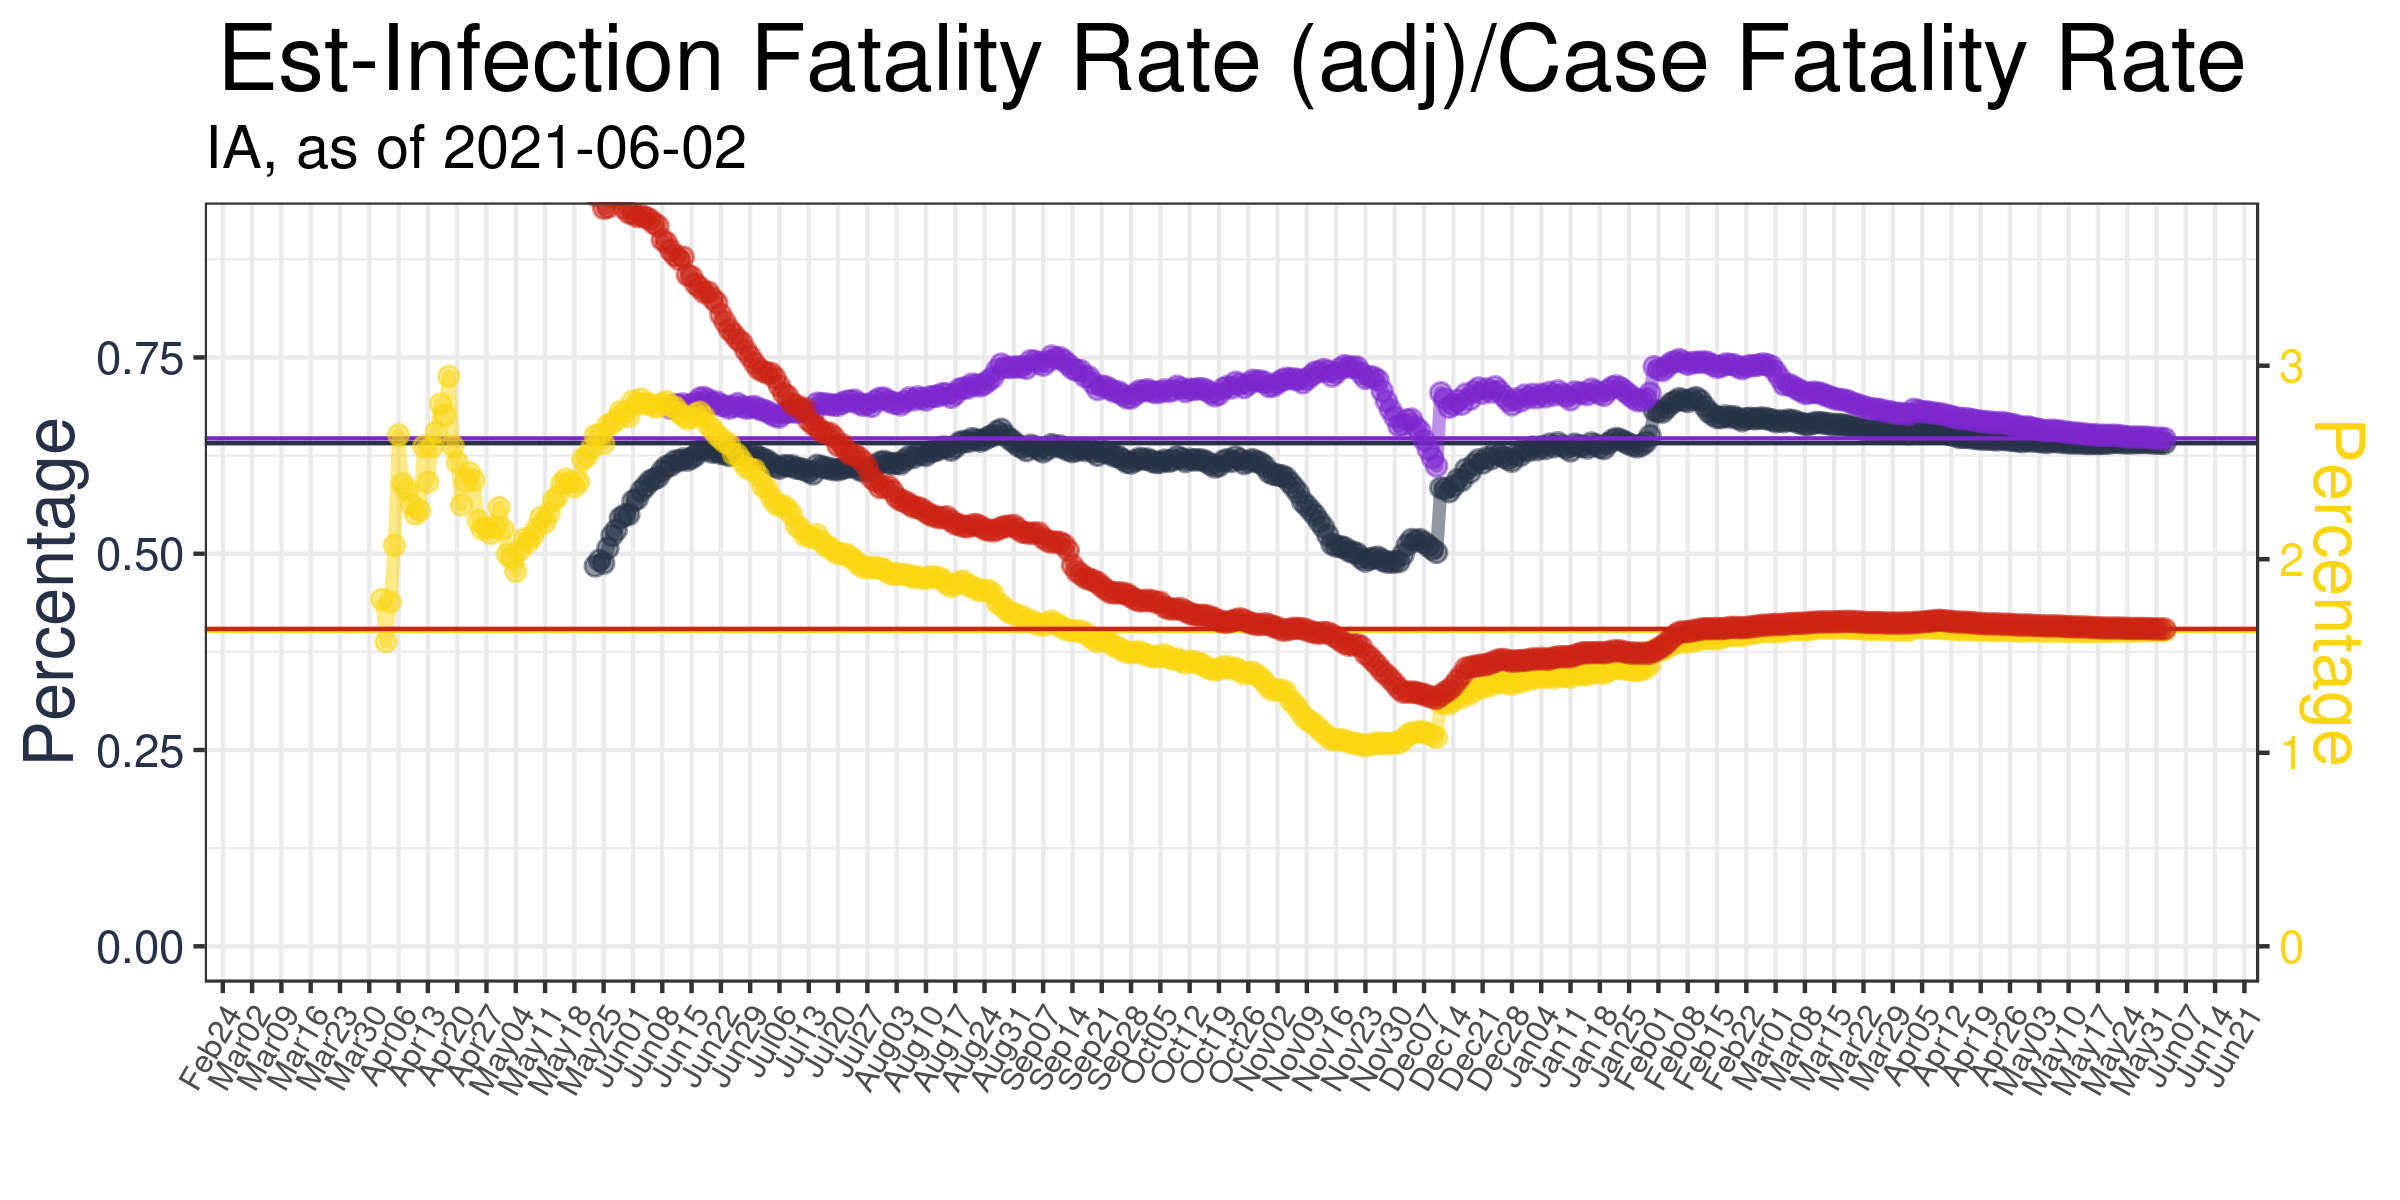 Est-Infection Fatality Rate (adj)/Case Fatality Rate
IA, as of 2021-06-02
Percentage
0.75
0.50
0.25
0.00
3
2
1
0
Percentage
Feb24
Mar02
Mar09
Mar16
Mar23
Mar30
Apr06
Apr13
Apr20
Apr27
May04
May11
May18
May25
Jun01
Jun08
Jun15
Jun22
Jun29
Jul06
Jul13
Jul20
Jul27
Aug03
Aug10
Aug17
Aug24
Aug31
Sep07
Sep14
Sep21
Sep28
Oct05
Oct12
Oct19
Oct26
Nov02
Nov09
Nov16
Nov23
Nov30
Dec07
Dec14
Dec21
Dec28
Jan04
Jan11
Jan18
Jan25
Feb01
Feb08
Feb15
Feb22
Mar01
Mar08
Mar15
Mar22
Mar29
Apr05
Apr12
Apr19
Apr26
May03
May10
May17
May24
May31
Jun07
Jun14
Jun21